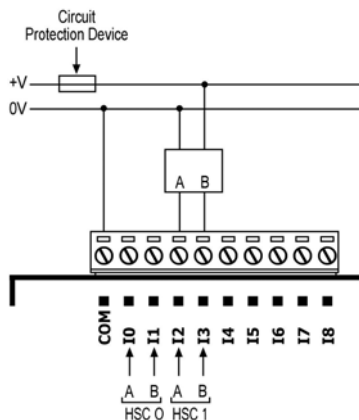 Circuit
Protection Device
+V
0V
A B
COM I0 I1 I2 I3 I4 I5 I6 I7 I8
A B A B
HSC 0 HSC 1